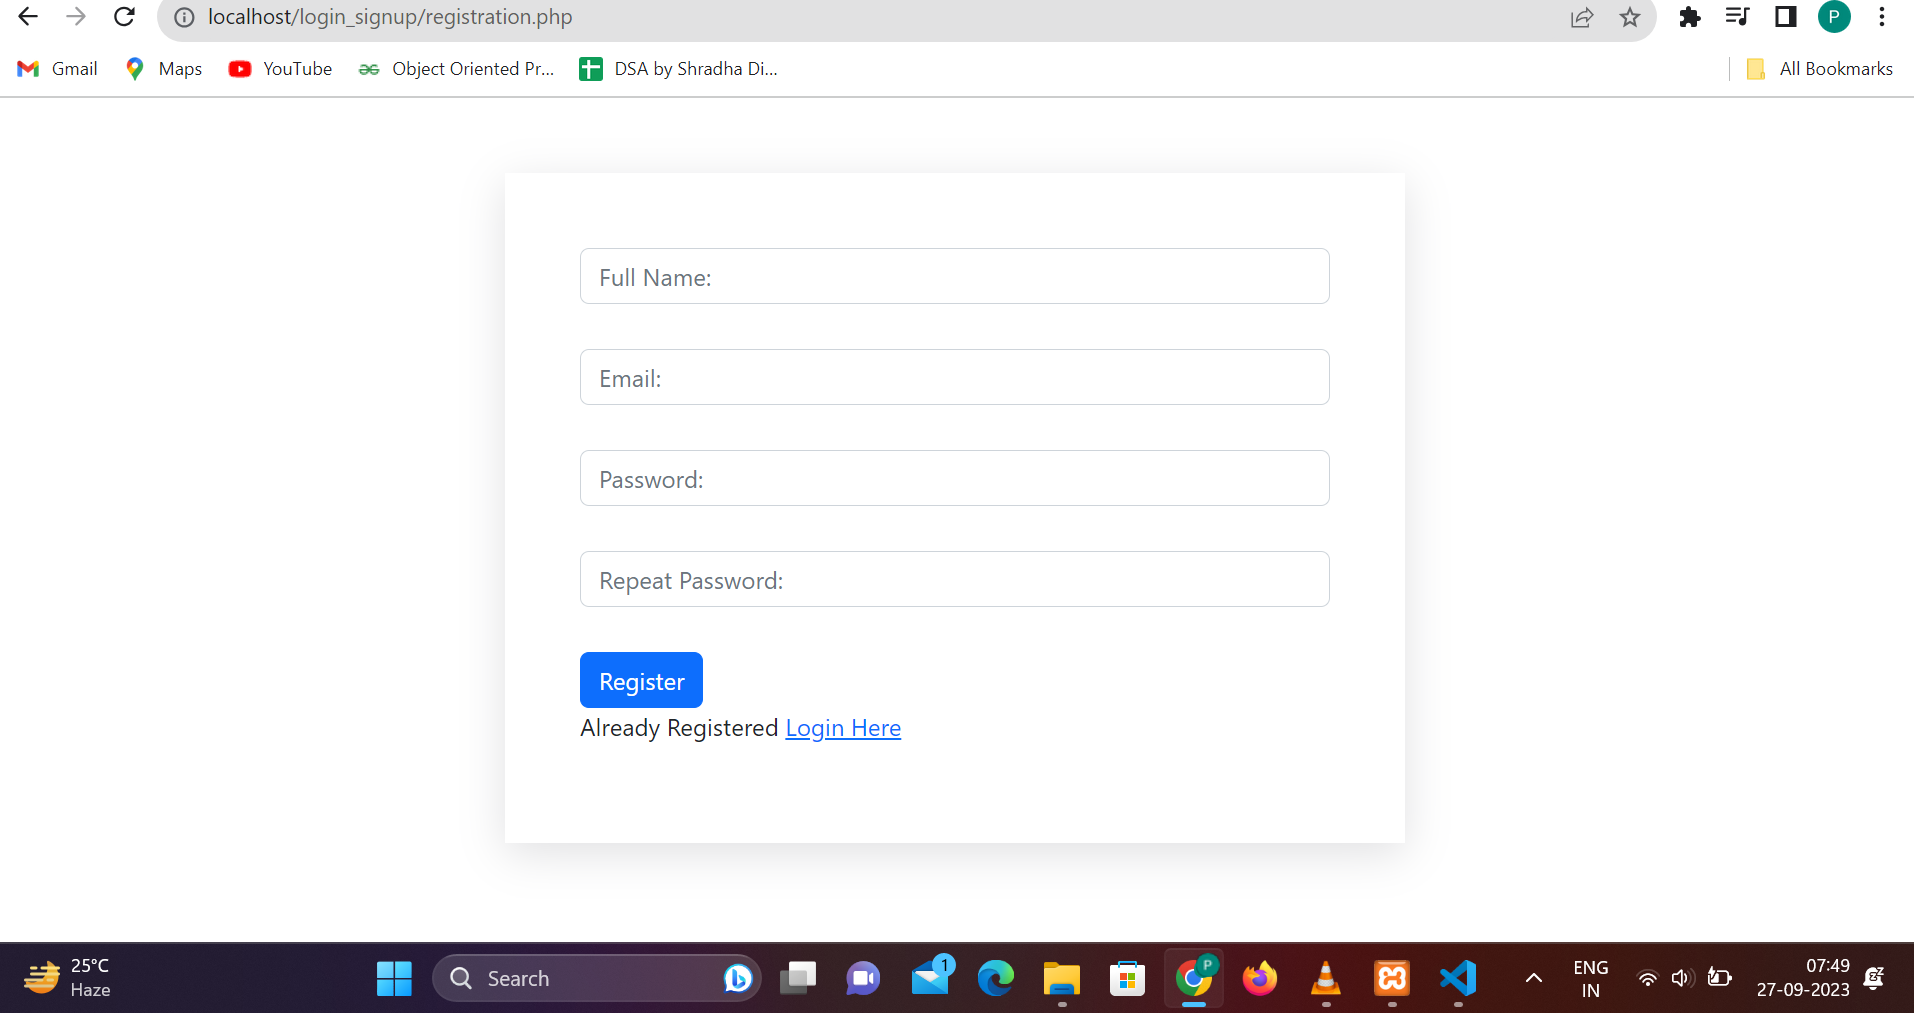 localhost/login_signup/registration.php
P
Gmail
Maps
YouTube
Object Oriented Pr...
DSA by Shradha Di...
All Bookmarks
Full Name:
Email:
Password:
Repeat Password:
Register
Already Registered Login Here
25°C
Haze
Search
1
P
ENG
IN
07:49
27-09-2023